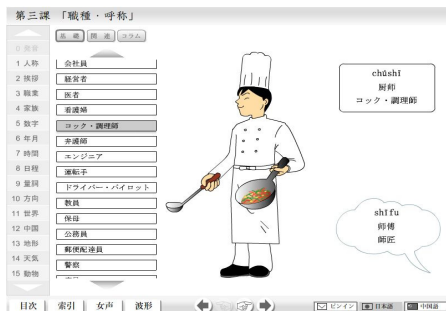 第三課 「職種・呼称」
基 礎 関 連 コラム
0 発音
1 人称
2 挨拶
3 職業
4 家族
5 数字
6 年月
7 時間
8 日程
9 量詞
10 方向
11 世界
12 中国
13 地形
14 天気
15 動物
会社員
経営者
医者
看護婦
コック・調理師
弁護師
エンジニア
運転手
ドライバー・パイロット
教員
保母
公務員
郵便配達員
警察
chúshī
厨师
コック・調理師
shīfu
师傅
師匠
目次 索引 女声 波形
ピンイン 日本語 中国語